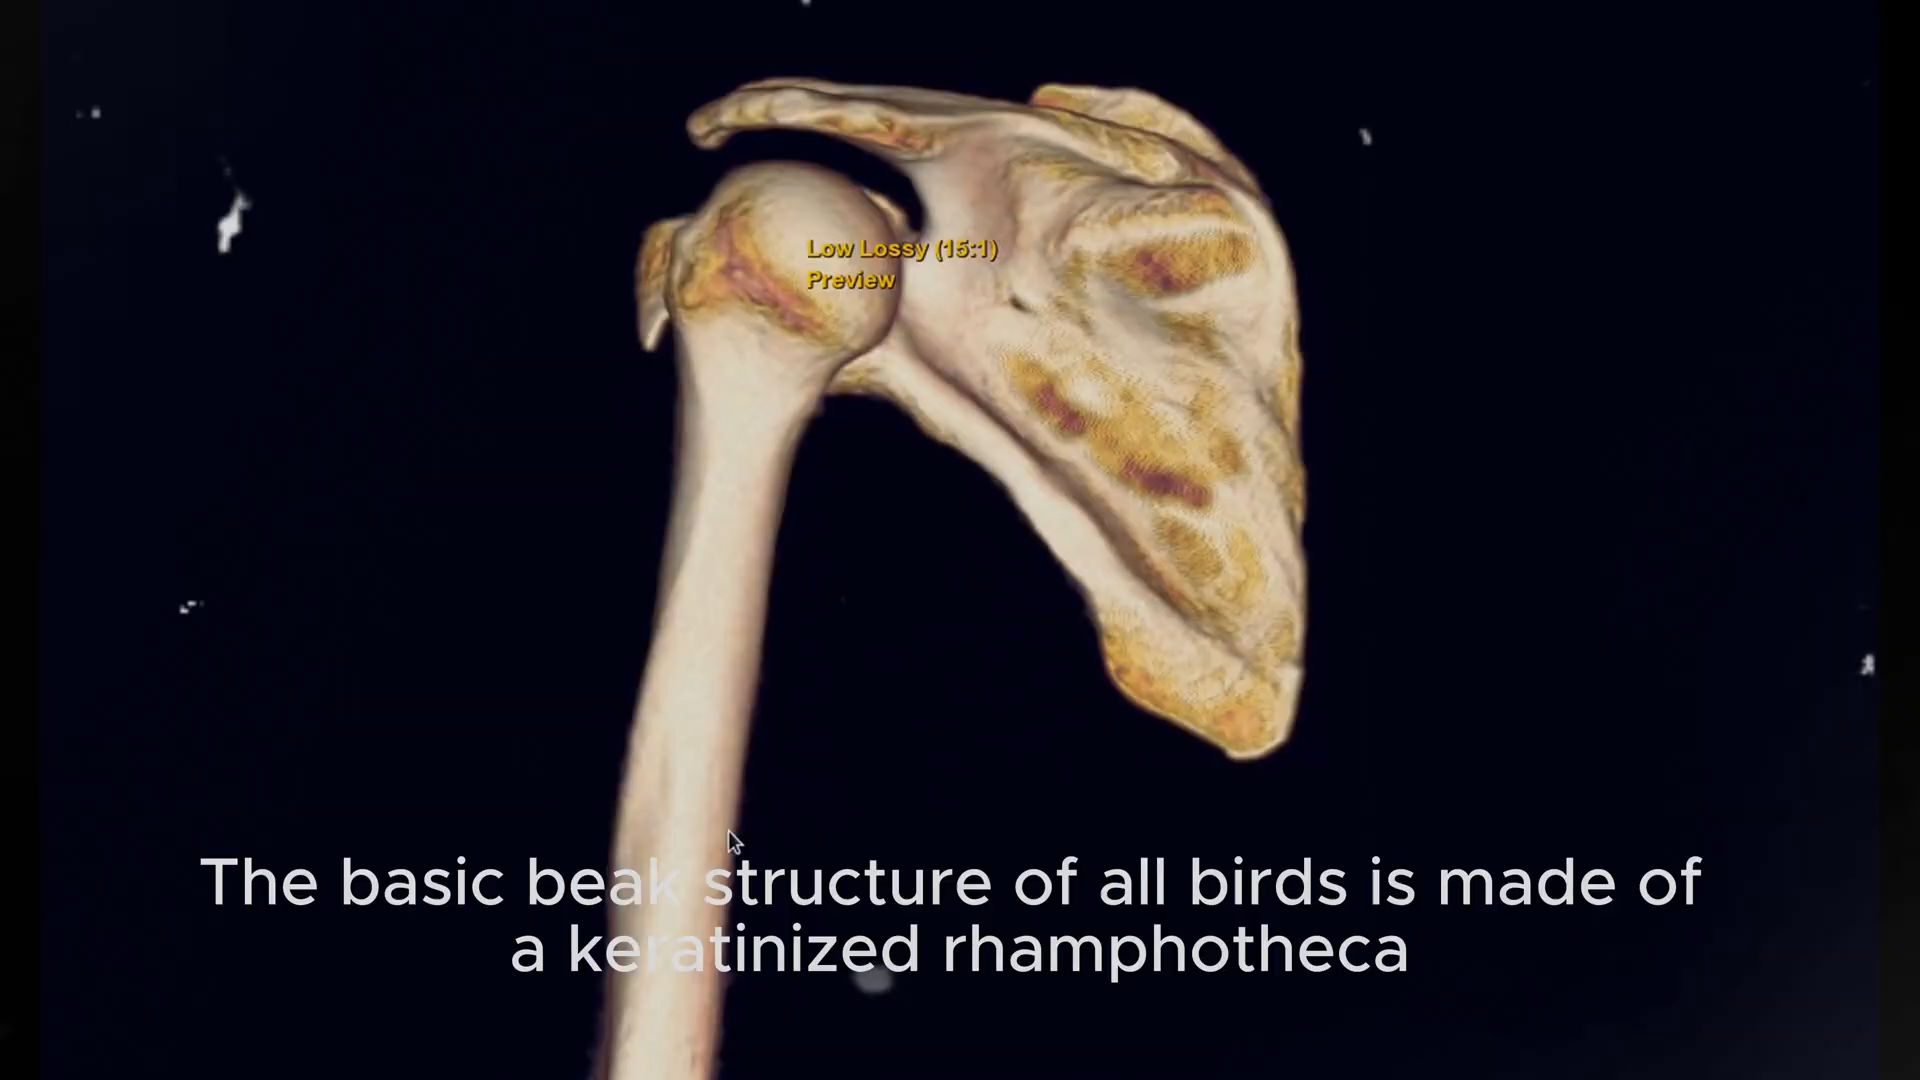 Low Lossy (15:1)
Preview
The basic beak structure of all birds is made of
a keratinized rhamphotheca